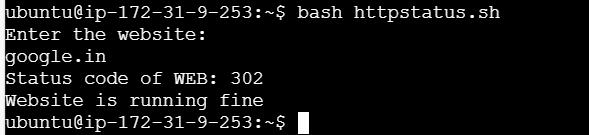 ubuntu@ip-172-31-9-253:~$ bash httpstatus.sh
Enter the website:
google.in
Status code of WEB: 302
Website is running fine
ubuntu@ip-172-31-9-253:~$